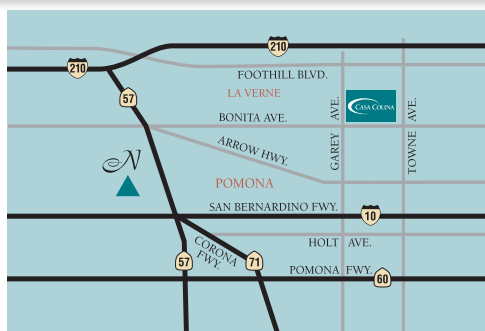 210
210
FOOTHILL BLVD.
LA VERNE
57
CASA COLINA
BONITA AVE.
GAREY AVE.
TOWNE AVE.
ARROW HWY.
N
POMONA
SAN BERNARDINO FWY.
10
HOLT AVE.
CORONA
FWY.
57
71
POMONA FWY.
60